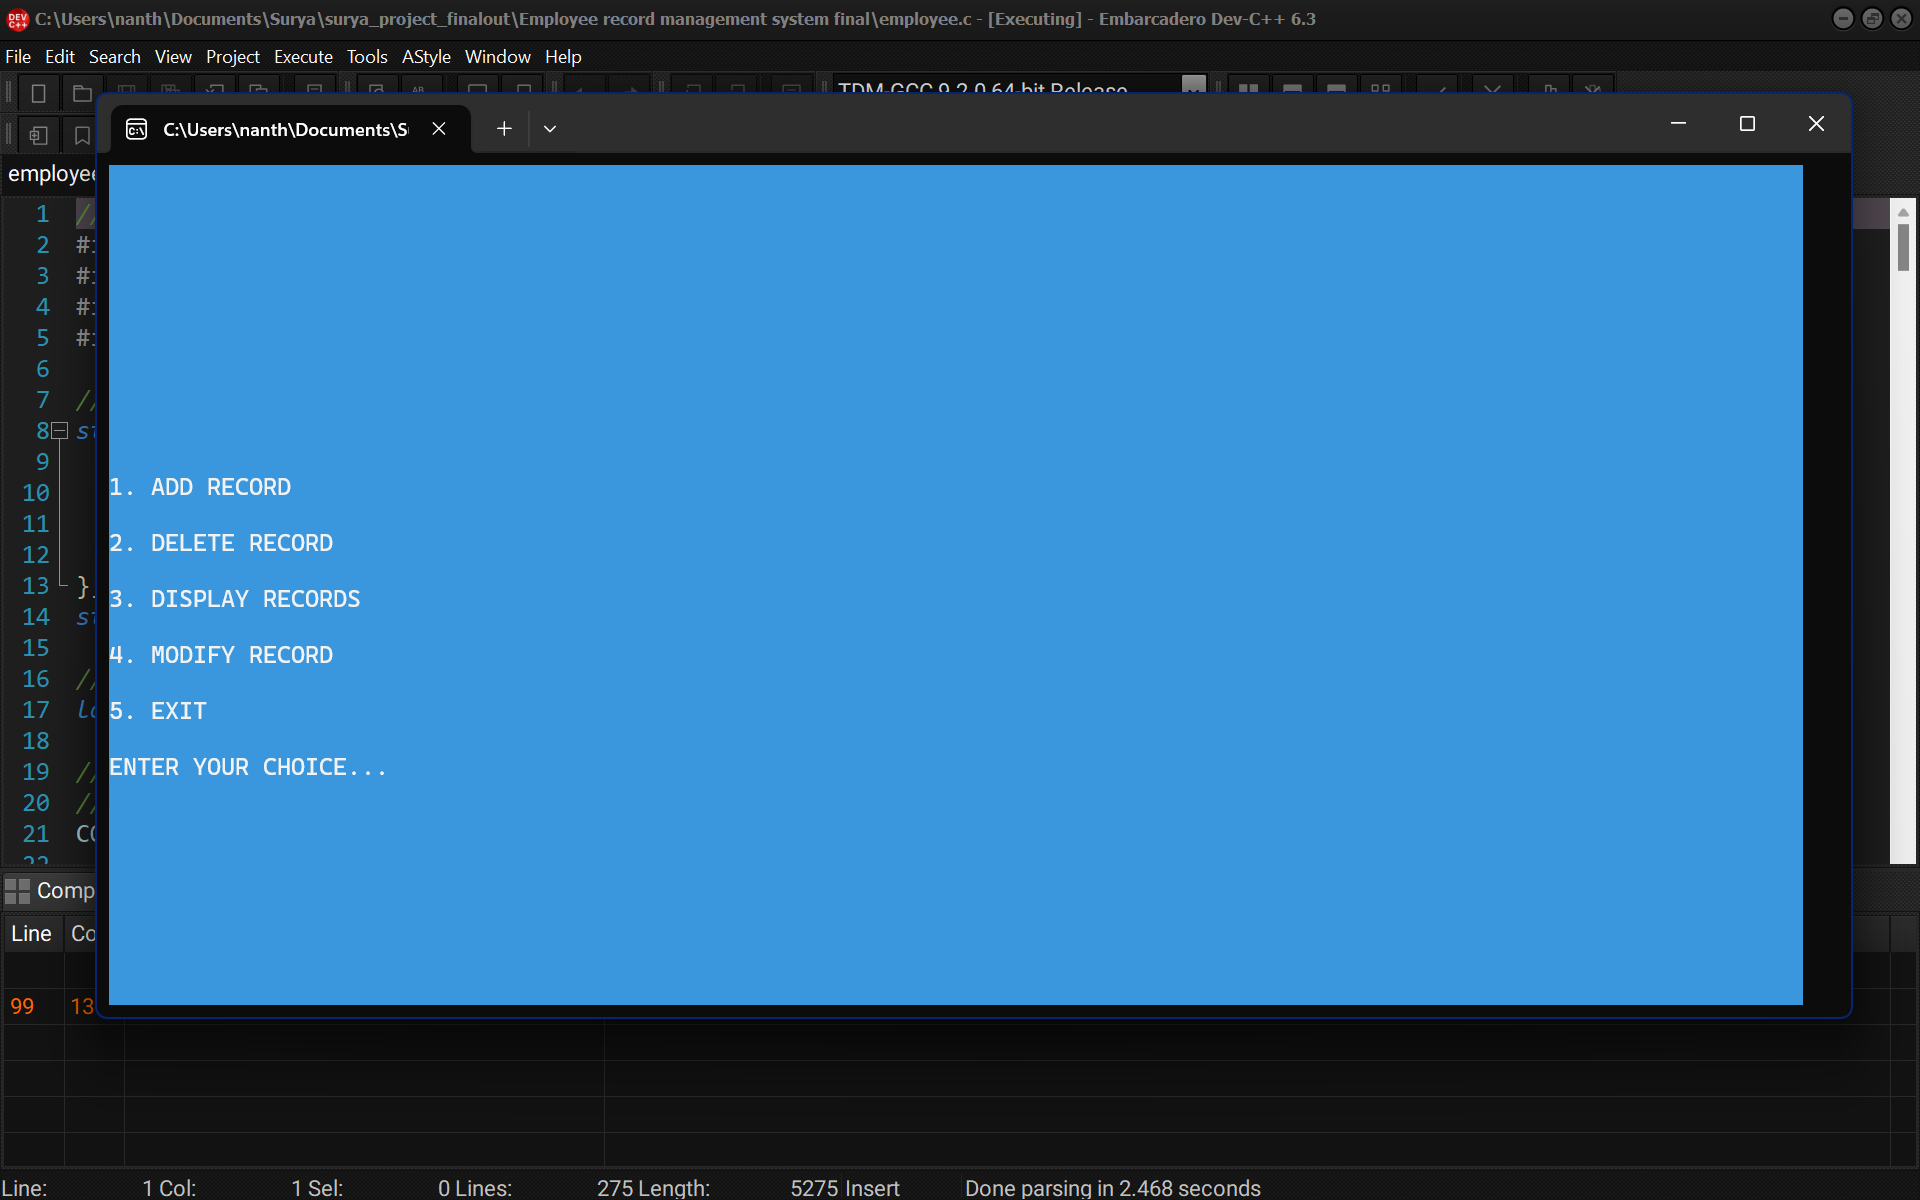 DEV C++ C:\Users\nanth\Documents\Surya\surya_project_finalout\Employee record management system final\employee.c - [Executing] - Embarcadero Dev-C++ 6.3
File Edit Search View Project Execute Tools AStyle Window Help
TDM-GCC 9.2.0 64-bit Release
C:\Users\nanth\Documents\S
employee
1 //
2 #i
3 #i
4 #i
5 #i
6
7 //
8 st
9
10
11
12
13 }
14 st
15
16 //
17 lo
18
19 //
20 //
21 CO
22
1. ADD RECORD
2. DELETE RECORD
3. DISPLAY RECORDS
4. MODIFY RECORD
5. EXIT
ENTER YOUR CHOICE...
Comp
Line Co
99 13
Line: 1 Col: 1 Sel: 0 Lines: 275 Length: 5275 Insert Done parsing in 2.468 seconds